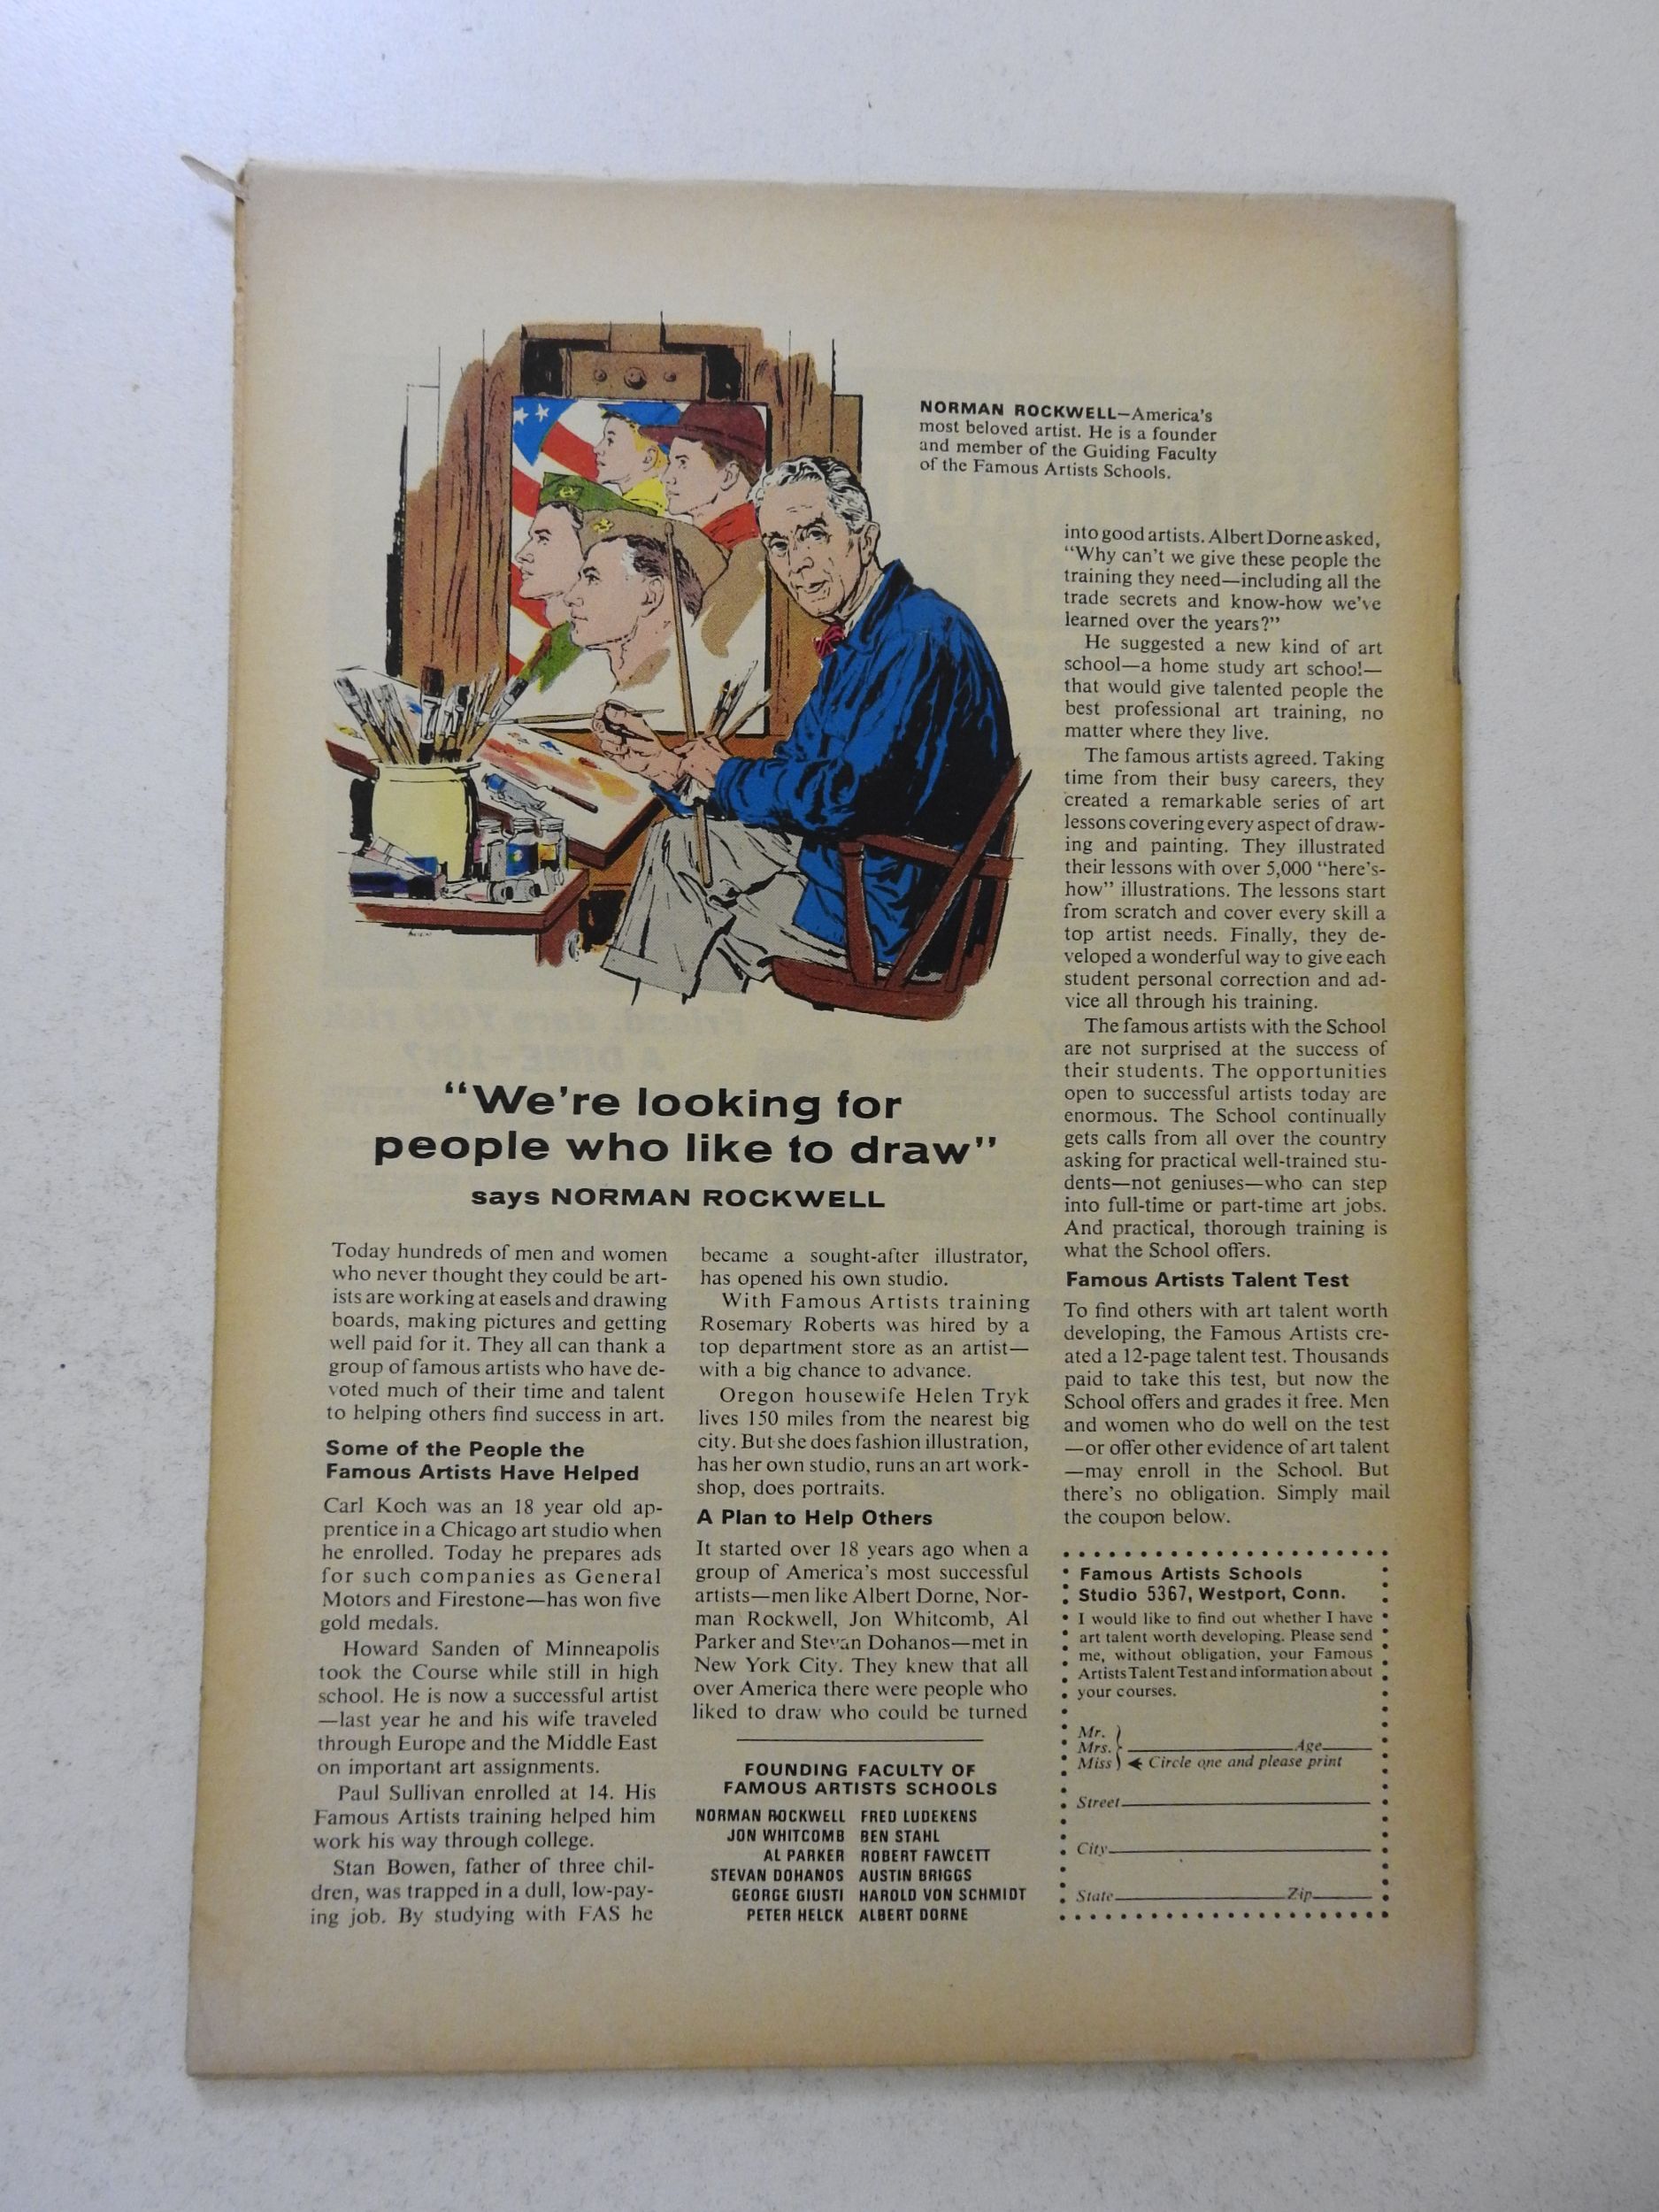 NORMAN ROCKWELL—America's
most beloved artist. He is a founder
and member of the Guiding Faculty
of the Famous Artists Schools.
"We're looking for
people who like to draw"
says NORMAN ROCKWELL
Today hundreds of men and women
who never thought they could be art-
ists are working at easels and drawing
boards, making pictures and getting
well paid for it. They all can thank a
group of famous artists who have de-
voted much of their time and talent
to helping others find success in art.
Some of the People the
Famous Artists Have Helped
Carl Koch was an 18 year old ap-
prentice in a Chicago art studio when
he enrolled. Today he prepares ads
for such companies as General
Motors and Firestone—has won five
gold medals.
Howard Sanden of Minneapolis
took the Course while still in high
school. He is now a successful artist
—last year he and his wife traveled
through Europe and the Middle East
on important art assignments.
Paul Sullivan enrolled at 14. His
Famous Artists training helped him
work his way through college.
Stan Bowen, father of three chil-
dren, was trapped in a dull, low-pay-
ing job. By studying with FAS he
became a sought-after illustrator,
has opened his own studio.
With Famous Artists training
Rosemary Roberts was hired by a
top department store as an artist—
with a big chance to advance.
Oregon housewife Helen Tryk
lives 150 miles from the nearest big
city. But she does fashion illustration,
has her own studio, runs an art work-
shop, does portraits.
A Plan to Help Others
It started over 18 years ago when a
group of America's most successful
artists—men like Albert Dorne, Nor-
man Rockwell, Jon Whitcomb, Al
Parker and Stevan Dohanos—met in
New York City. They knew that all
over America there were people who
liked to draw who could be turned
FOUNDING FACULTY OF
FAMOUS ARTISTS SCHOOLS
NORMAN ROCKWELL FRED LUDEKENS
JON WHITCOMB BEN STAHL
AL PARKER ROBERT FAWCETT
STEVAN DOHANOS AUSTIN BRIGGS
GEORGE GIUSTI HAROLD VON SCHMIDT
PETER HELCK ALBERT DORNE
into good artists. Albert Dorne asked,
"Why can't we give these people the
training they need—including all the
trade secrets and know-how we've
learned over the years?"
He suggested a new kind of art
school—a home study art school—
that would give talented people the
best professional art training, no
matter where they live.
The famous artists agreed. Taking
time from their busy careers, they
created a remarkable series of art
lessons covering every aspect of draw-
ing and painting. They illustrated
their lessons with over 5,000 "here's-
how" illustrations. The lessons start
from scratch and cover every skill a
top artist needs. Finally, they de-
veloped a wonderful way to give each
student personal correction and ad-
vice all through his training.
The famous artists with the School
are not surprised at the success of
their students. The opportunities
open to successful artists today are
enormous. The School continually
gets calls from all over the country
asking for practical well-trained stu-
dents—not geniuses—who can step
into full-time or part-time art jobs.
And practical, thorough training is
what the School offers.
Famous Artists Talent Test
To find others with art talent worth
developing, the Famous Artists cre-
ated a 12-page talent test. Thousands
paid to take this test, but now the
School offers and grades it free. Men
and women who do well on the test
—or offer other evidence of art talent
—may enroll in the School. But
there's no obligation. Simply mail
the coupon below.
Famous Artists Schools
Studio 5367, Westport, Conn.
I would like to find out whether I have
art talent worth developing. Please send
me, without obligation, your Famous
Artists Talent Test and information about
your courses.
Mr.
Mrs. Age
Miss Circle one and please print
Street
City
State Zip